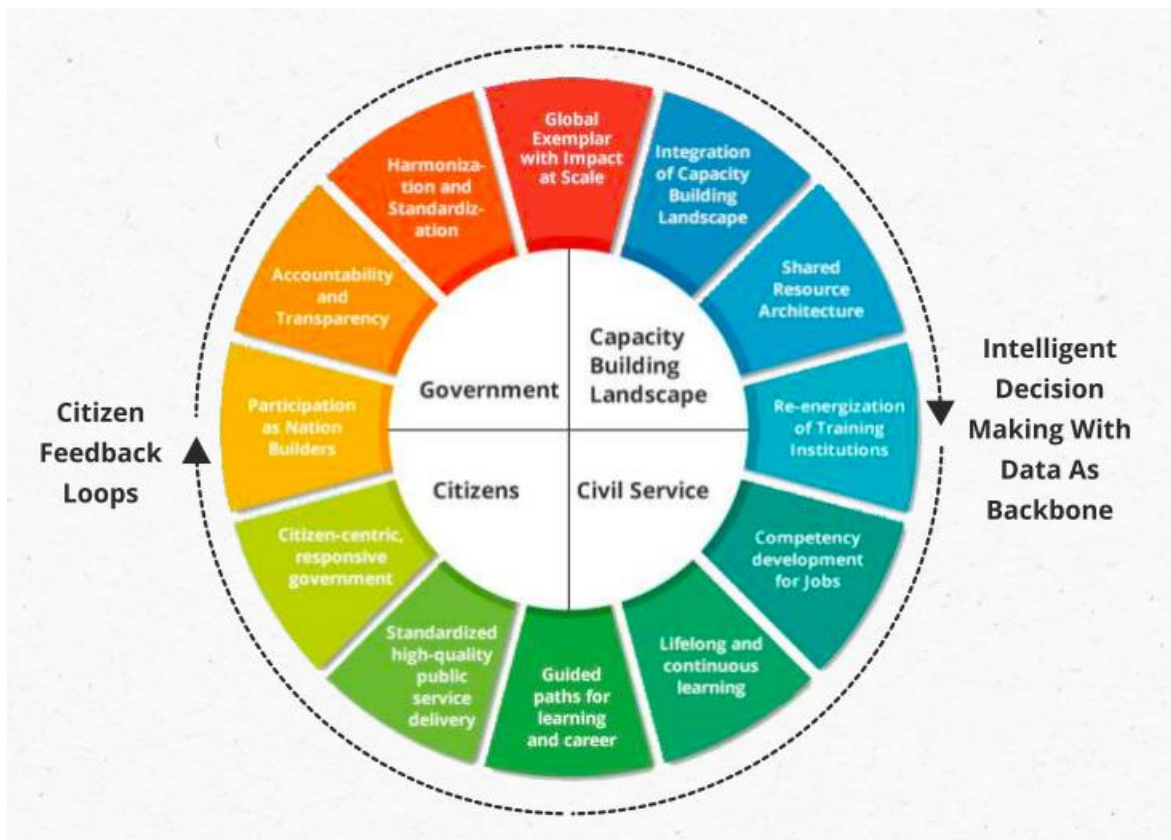 Global
Exemplar
with Impact
at Scale
Integration
of Capacity
Building
Landscape
Shared
Resource
Architecture
Re-energization
of Training
Institutions
Competency
development
for Jobs
Lifelong and
continuous
learning
Guided
paths for
learning
and career
Standardized
high-quality
public
service
delivery
Citizen-centric,
responsive
government
Participation
as Nation
Builders
Accountability
and
Transparency
Harmoniza-
tion and
Standardiz-
ation
Government
Capacity
Building
Landscape
Citizens
Civil Service
Citizen
Feedback
Loops
Intelligent
Decision
Making With
Data As
Backbone